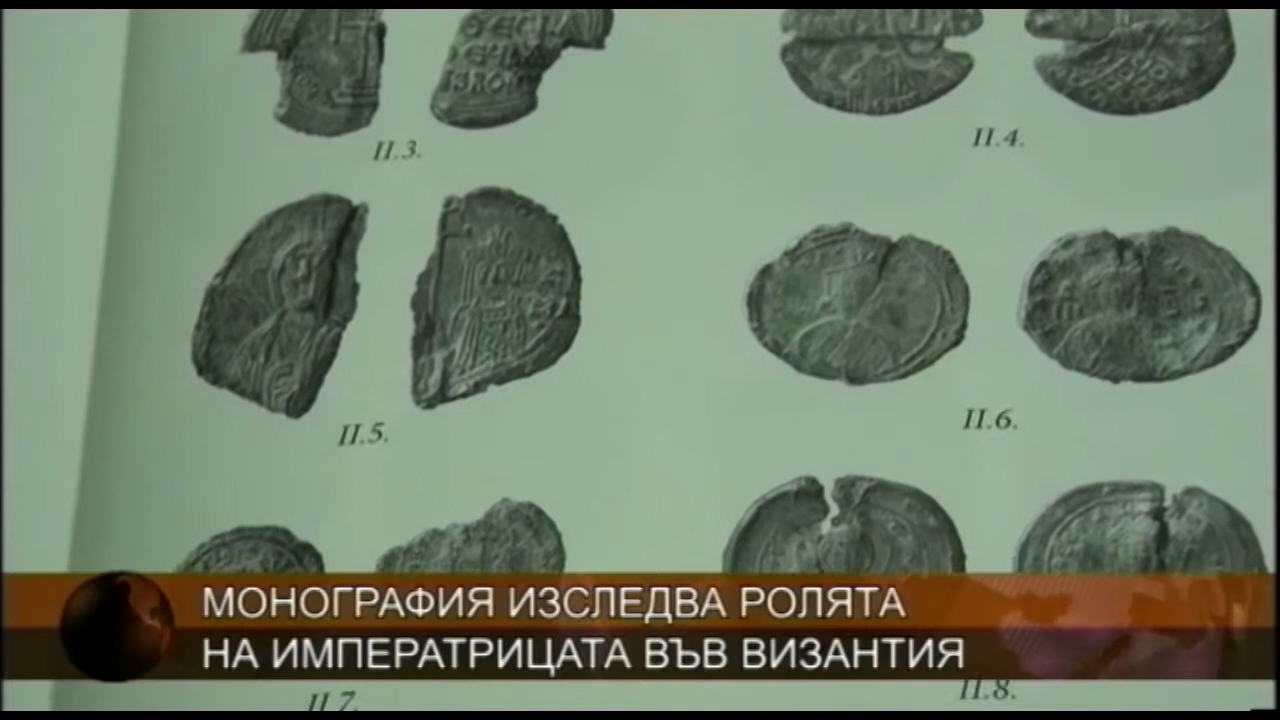 II.3.
II.4.
II.5.
II.6.
МОНОГРАФИЯ ИЗСЛЕДВА РОЛЯТА
НА ИМПЕРАТРИЦАТА ВЪВ ВИЗАНТИЯ
II.7.
II.8.